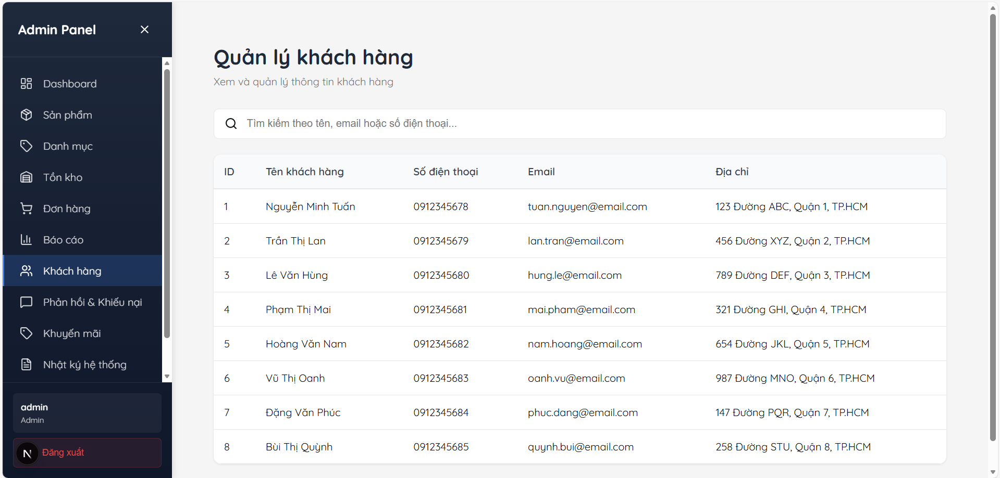 Admin Panel
Dashboard
Sản phẩm
Danh mục
Tồn kho
Đơn hàng
Báo cáo
Khách hàng
Phản hồi & Khiếu nại
Khuyến mãi
Nhật ký hệ thống
admin
Admin
N Đăng xuất
Quản lý khách hàng
Xem và quản lý thông tin khách hàng
Tìm kiếm theo tên, email hoặc số điện thoại...
ID Tên khách hàng Số điện thoại Email Địa chỉ
1 Nguyễn Minh Tuấn 0912345678 tuan.nguyen@email.com 123 Đường ABC, Quận 1, TP.HCM
2 Trần Thị Lan 0912345679 lan.tran@email.com 456 Đường XYZ, Quận 2, TP.HCM
3 Lê Văn Hùng 0912345680 hung.le@email.com 789 Đường DEF, Quận 3, TP.HCM
4 Phạm Thị Mai 0912345681 mai.pham@email.com 321 Đường GHI, Quận 4, TP.HCM
5 Hoàng Văn Nam 0912345682 nam.hoang@email.com 654 Đường JKL, Quận 5, TP.HCM
6 Vũ Thị Oanh 0912345683 oanh.vu@email.com 987 Đường MNO, Quận 6, TP.HCM
7 Đặng Văn Phúc 0912345684 phuc.dang@email.com 147 Đường PQR, Quận 7, TP.HCM
8 Bùi Thị Quỳnh 0912345685 quynh.bui@email.com 258 Đường STU, Quận 8, TP.HCM